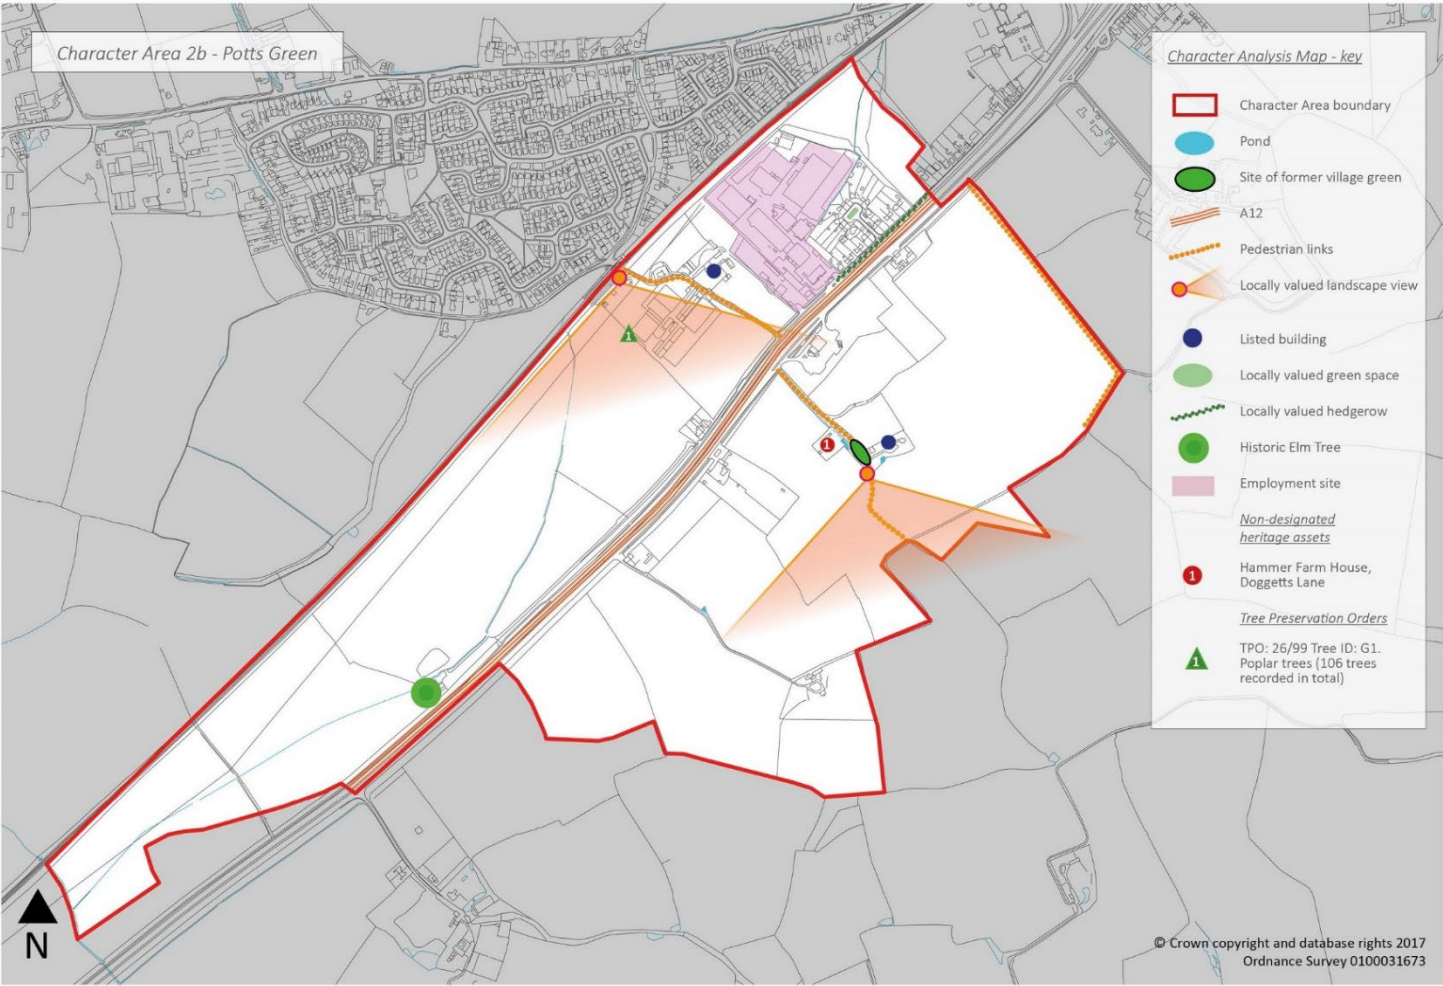 Character Area 2b - Potts Green
Character Analysis Map - key
Character Area boundary
Pond
Site of former village green
A12
Pedestrian links
Locally valued landscape view
Listed building
Locally valued green space
Locally valued hedgerow
Historic Elm Tree
Employment site
Non-designated
heritage assets
1
Hammer Farm House,
Doggetts Lane
Tree Preservation Orders
1
TPO: 26/99 Tree ID: G1.
Poplar trees (106 trees
recorded in total)
1
1
N
© Crown copyright and database rights 2017
Ordnance Survey 0100031673